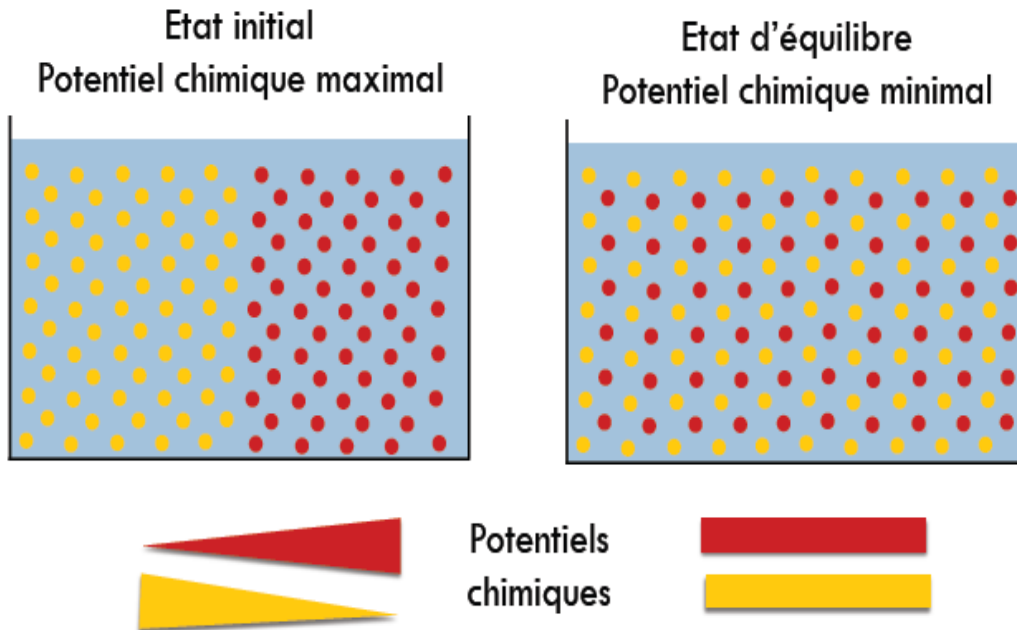 Etat initial
Potentiel chimique maximal
Etat d'équilibre
Potentiel chimique minimal
Potentiels
chimiques